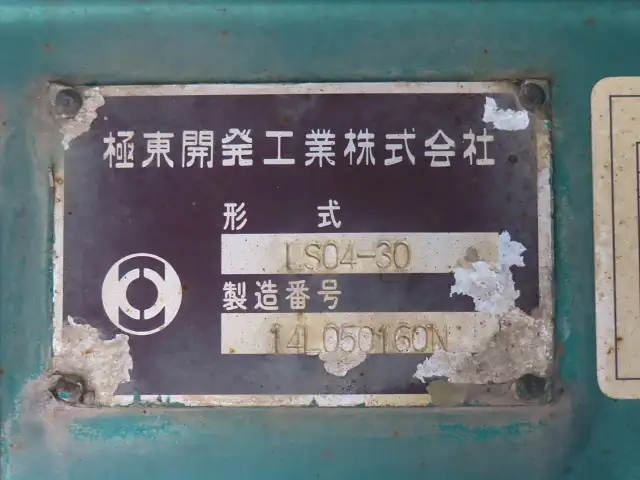 極東開発工業株式会社
形 式
LS04-30
製造番号
14L050160N